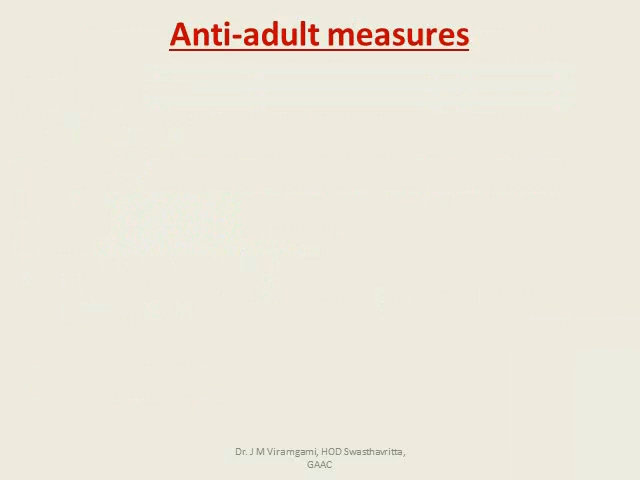 Anti-adult measures
Dr. J M Viramgami, HOD Swasthavritta,
GAAC